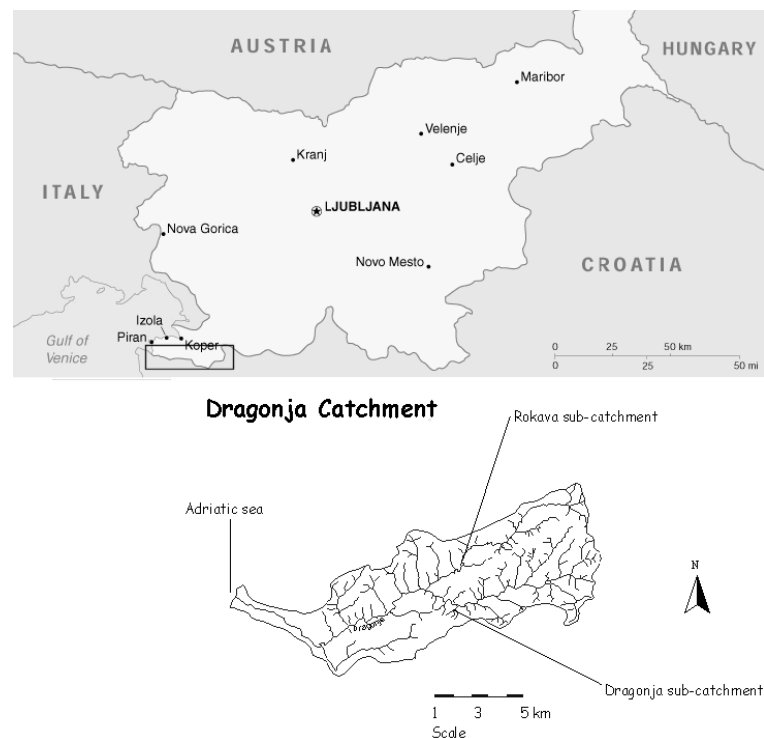 AUSTRIA
HUNGARY
Maribor
Velenje
Kranj
Celje
ITALY
LJUBLJANA
Nova Gorica
Novo Mesto
CROATIA
Izola
Gulf of
Venice
Piran
Koper
0 25 50 km
0 25 50 mi
Dragonja Catchment
Rokava sub-catchment
Adriatic sea
N
Dragonja
Dragonja sub-catchment
1 3 5 km
Scale